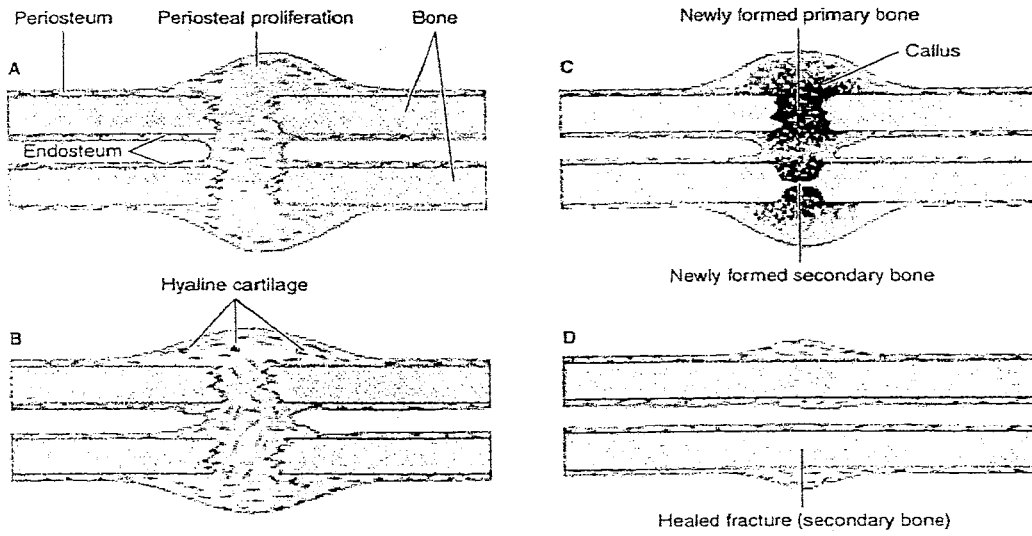 Periosteum
Periosteal proliferation
Bone
A
Endosteum
Hyaline cartilage
B
Newly formed primary bone
Callus
C
Newly formed secondary bone
D
Healed fracture (secondary bone)